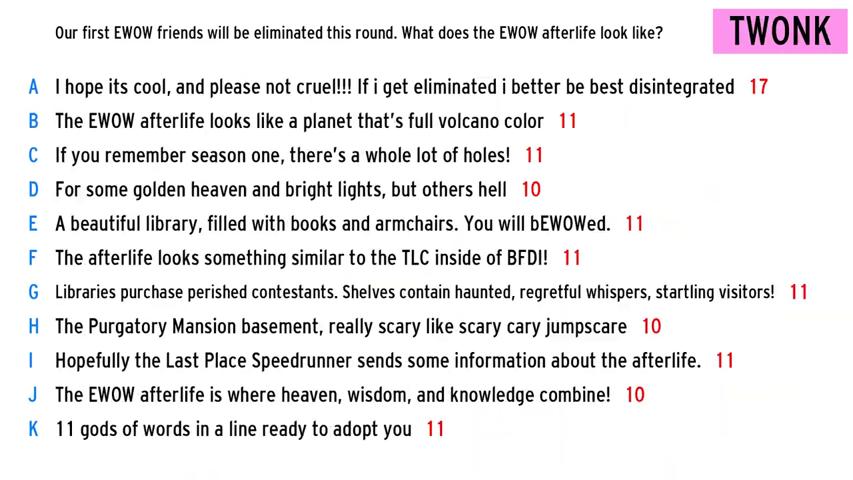 Our first EWOW friends will be eliminated this round. What does the EWOW afterlife look like?
TWONK
A I hope its cool, and please not cruel!!! If i get eliminated i better be best disintegrated 17
B The EWOW afterlife looks like a planet that's full volcano color 11
C If you remember season one, there's a whole lot of holes! 11
D For some golden heaven and bright lights, but others hell 10
E A beautiful library, filled with books and armchairs. You will bEWOWed. 11
F The afterlife looks something similar to the TLC inside of BFDI! 11
G Libraries purchase perished contestants. Shelves contain haunted, regretful whispers, startling visitors! 11
H The Purgatory Mansion basement, really scary like scary cary jumpscare 10
I Hopefully the Last Place Speedrunner sends some information about the afterlife. 11
J The EWOW afterlife is where heaven, wisdom, and knowledge combine! 10
K 11 gods of words in a line ready to adopt you 11